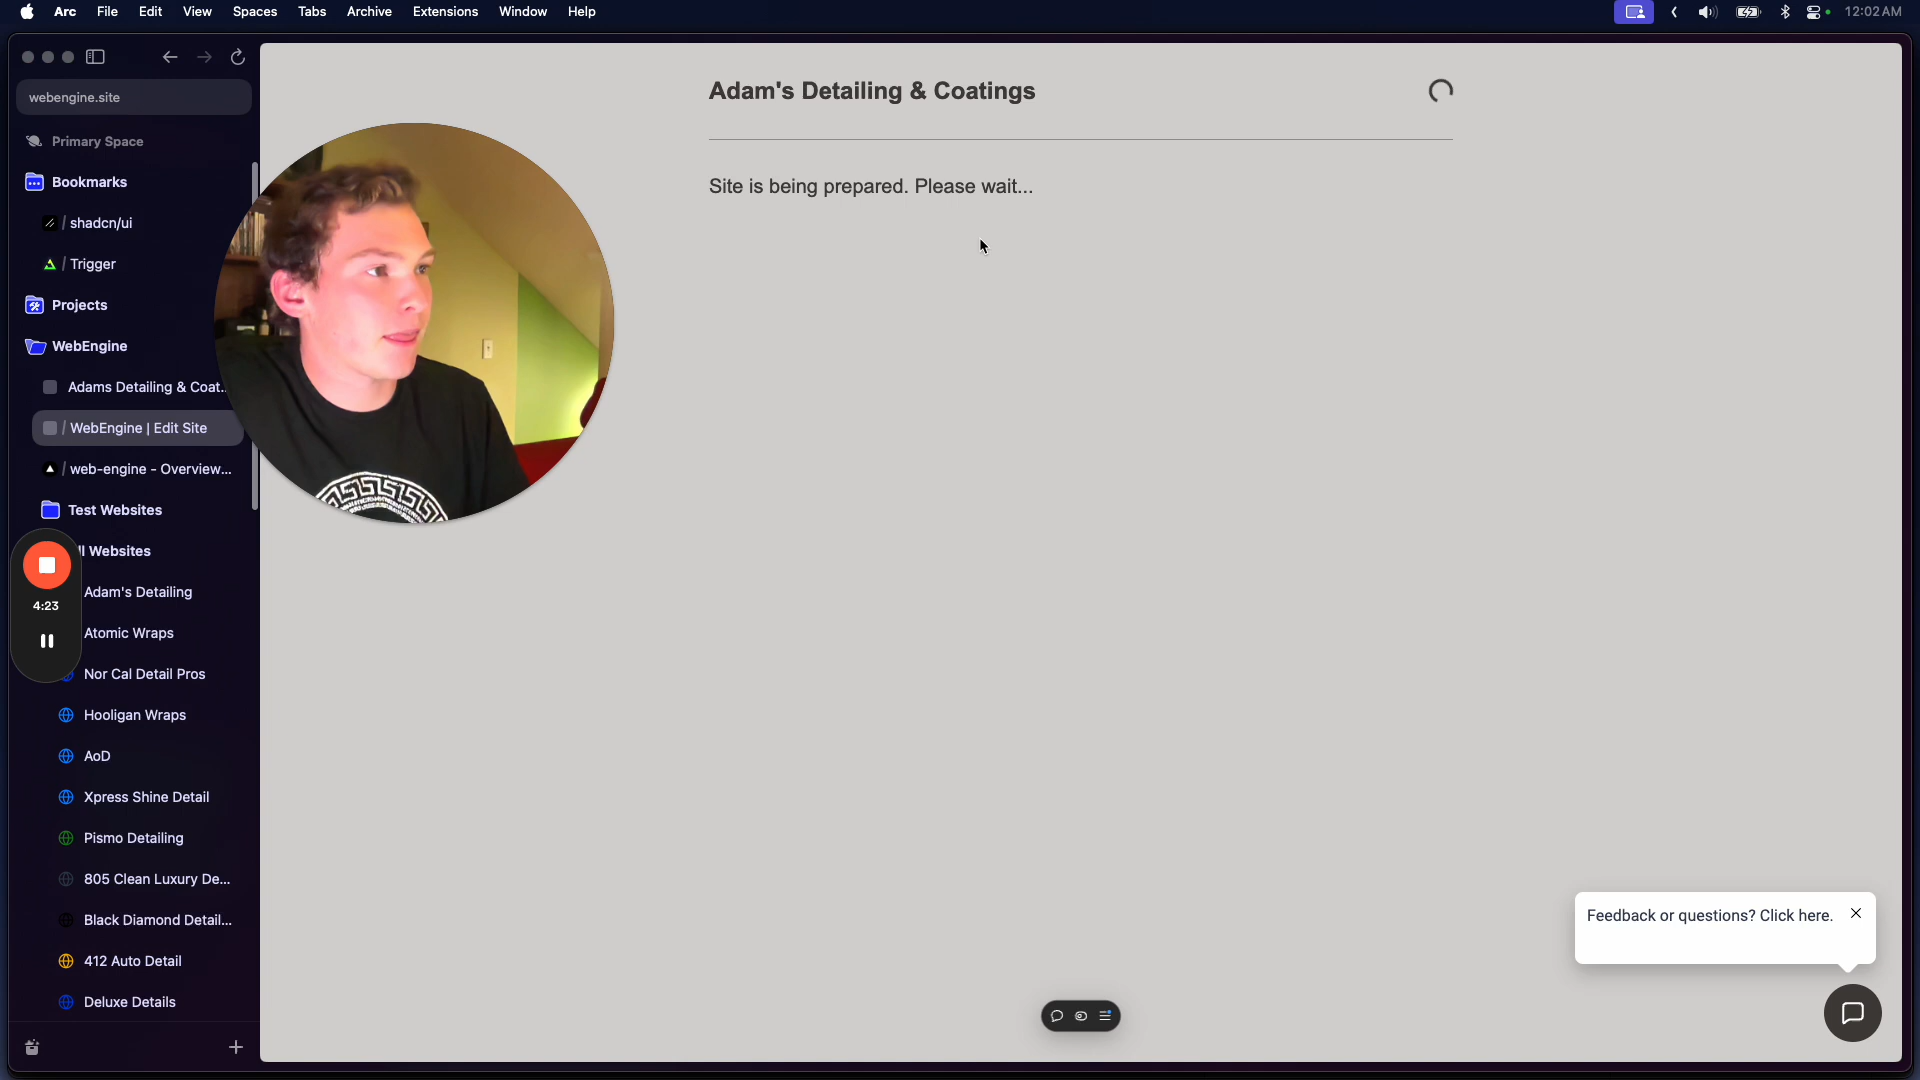 Arc File Edit View Spaces Tabs Archive Extensions Window Help
12:02 AM
webengine.site
Primary Space
Bookmarks
/ shadcn/ui
/ Trigger
Projects
WebEngine
Adams Detailing & Coat...
/ WebEngine | Edit Site
/ web-engine - Overview...
Test Websites
Websites
Adam's Detailing
Atomic Wraps
Nor Cal Detail Pros
Hooligan Wraps
AoD
Xpress Shine Detail
Pismo Detailing
805 Clean Luxury De...
Black Diamond Detail...
412 Auto Detail
Deluxe Details
4:23
Adam's Detailing & Coatings
Site is being prepared. Please wait...
Feedback or questions? Click here.